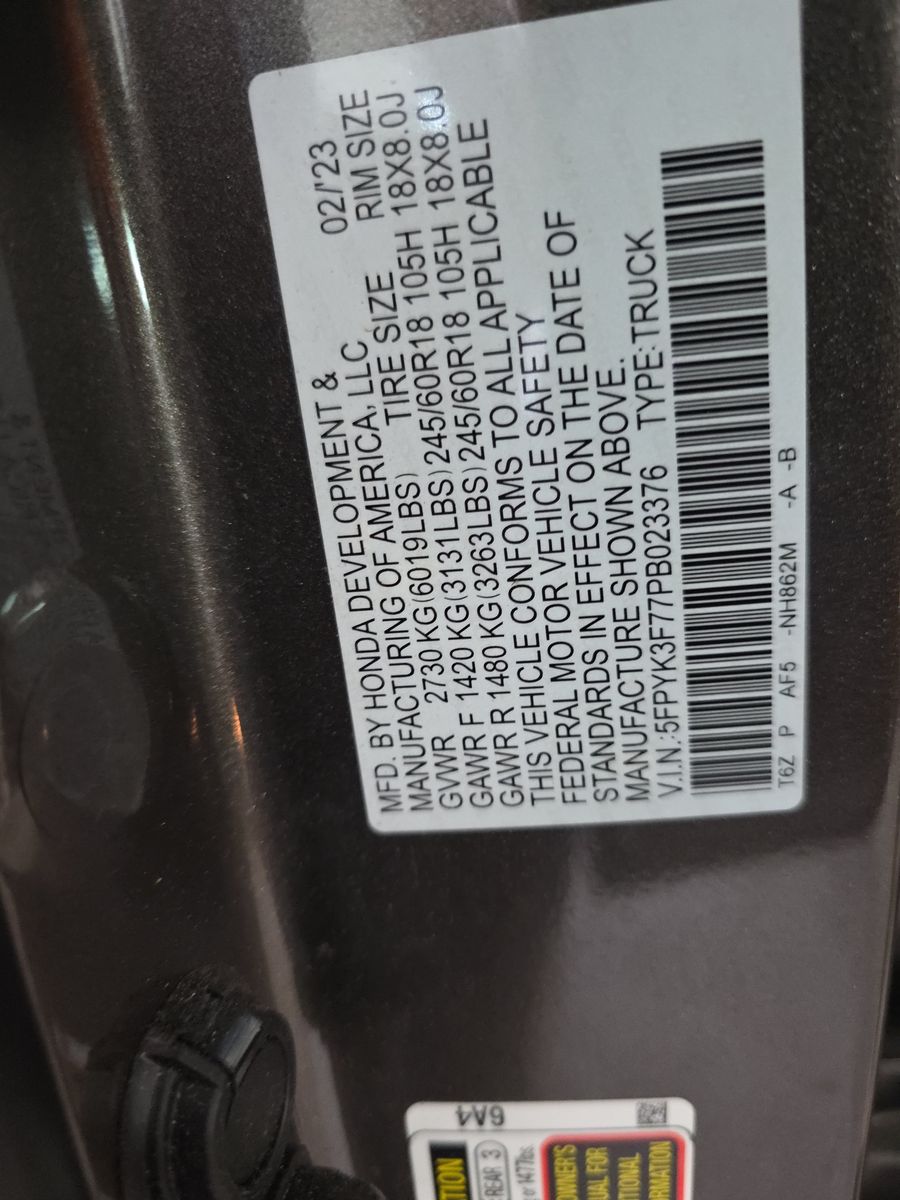 MFD. BY HONDA DEVELOPMENT & 02/'23
MANUFACTURING OF AMERICA, LLC
GVWR 2730 KG(6019LBS) TIRE SIZE RIM SIZE
GAWR F 1420 KG(3131LBS) 245/60R18 105H 18X8.0J
GAWR R 1480 KG(3263LBS) 245/60R18 105H 18X8.0J
THIS VEHICLE CONFORMS TO ALL APPLICABLE
FEDERAL MOTOR VEHICLE SAFETY
STANDARDS IN EFFECT ON THE DATE OF
MANUFACTURE SHOWN ABOVE.
V.I.N.:5FPYK3F77PB023376 TYPE:TRUCK
T6Z P AF5 -NH862M -A -B
6A4
REAR 3
1477lbs.